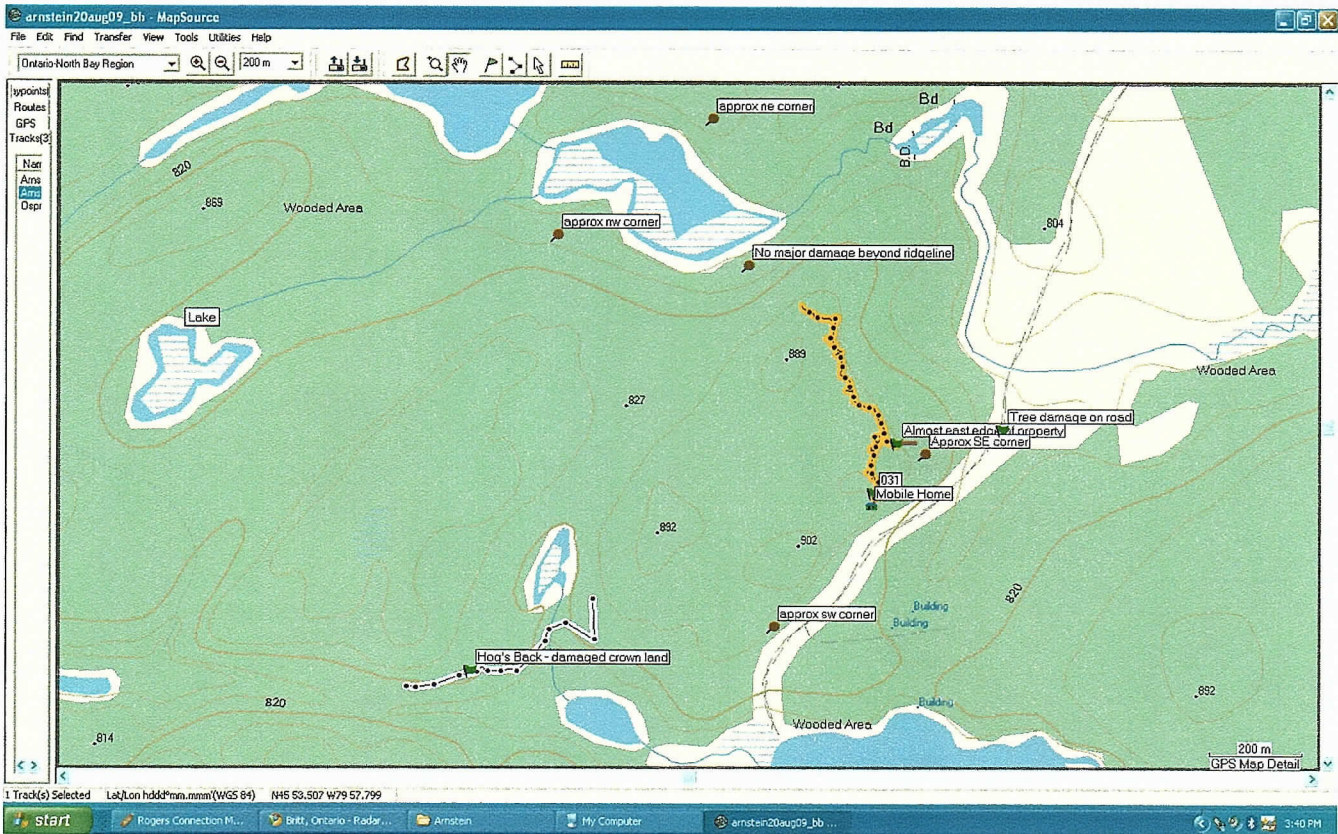 arnstein20aug09_bh - MapSource
File Edit Find Transfer View Tools Utilities Help
Ontario-North Bay Region
200 m
ypoints
Routes
GPS
Tracks(3
Nan
Arns
Arns
Ospr
approx ne corner
Bd
Bd
B.D.
820
869
Wooded Area
approx nw corner
804
No major damage beyond ridgeline
Lake
889
Wooded Area
827
Tree damage on road
Almost east edge of property
Approx SE corner
031
Mobile Home
892
902
820
Building
approx sw corner
Building
Hog's Back - damaged crown land
892
820
Building
Wooded Area
814
200 m
GPS Map Detail
1 Track(s) Selected Lat/Lon hddd°mm.mmm'(WGS 84) N45 53.507 W79 57.799
start
Rogers Connection M...
Britt, Ontario - Radar...
Arnstein
My Computer
arnstein20aug09_bb ...
3:40 PM